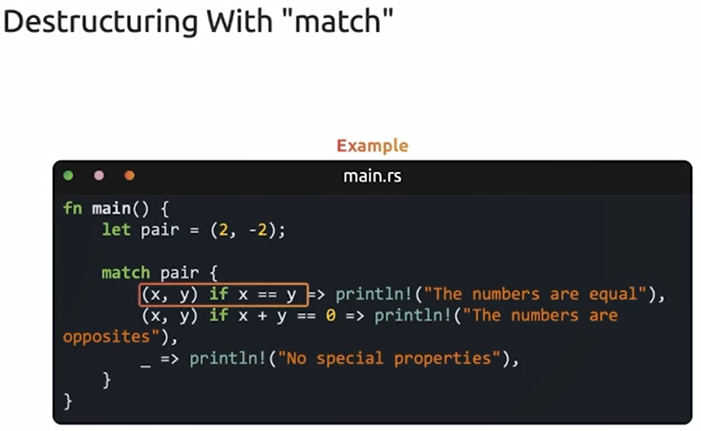 Destructuring With "match"
Example
main.rs
fn main() {
    let pair = (2, -2);
    match pair {
        (x, y) if x == y => println!("The numbers are equal"),
        (x, y) if x + y == 0 => println!("The numbers are
opposites"),
        _ => println!("No special properties"),
    }
}